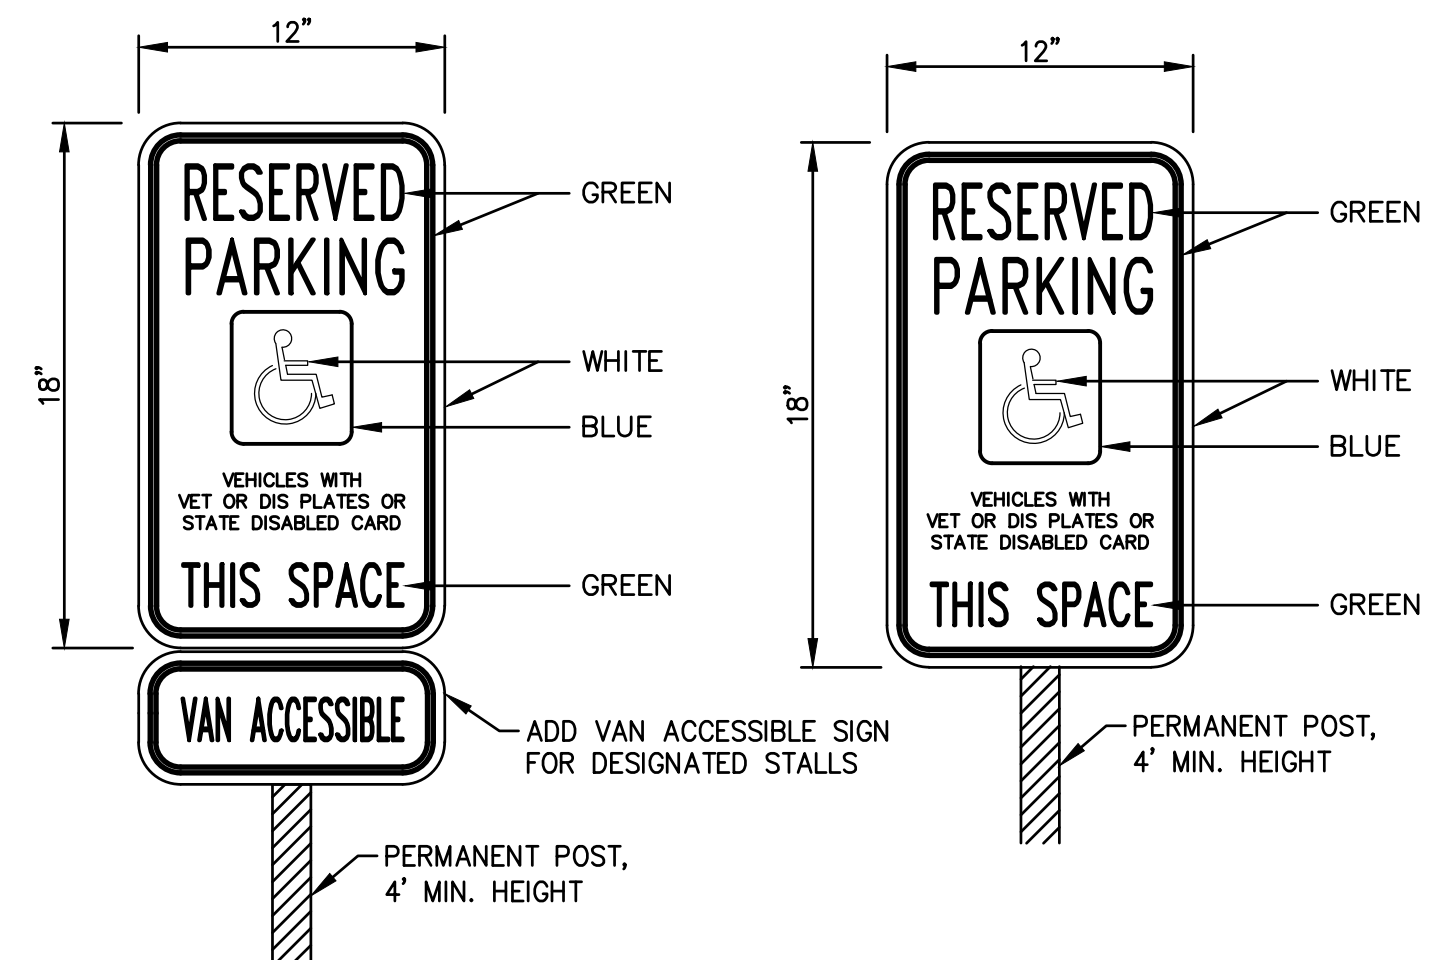 12"
18"
RESERVED
PARKING
VEHICLES WITH
VET OR DIS PLATES OR
STATE DISABLED CARD
THIS SPACE
VAN ACCESSIBLE
GREEN
WHITE
BLUE
GREEN
ADD VAN ACCESSIBLE SIGN
FOR DESIGNATED STALLS
PERMANENT POST,
4' MIN. HEIGHT
12"
18"
RESERVED
PARKING
VEHICLES WITH
VET OR DIS PLATES OR
STATE DISABLED CARD
THIS SPACE
GREEN
WHITE
BLUE
GREEN
PERMANENT POST,
4' MIN. HEIGHT